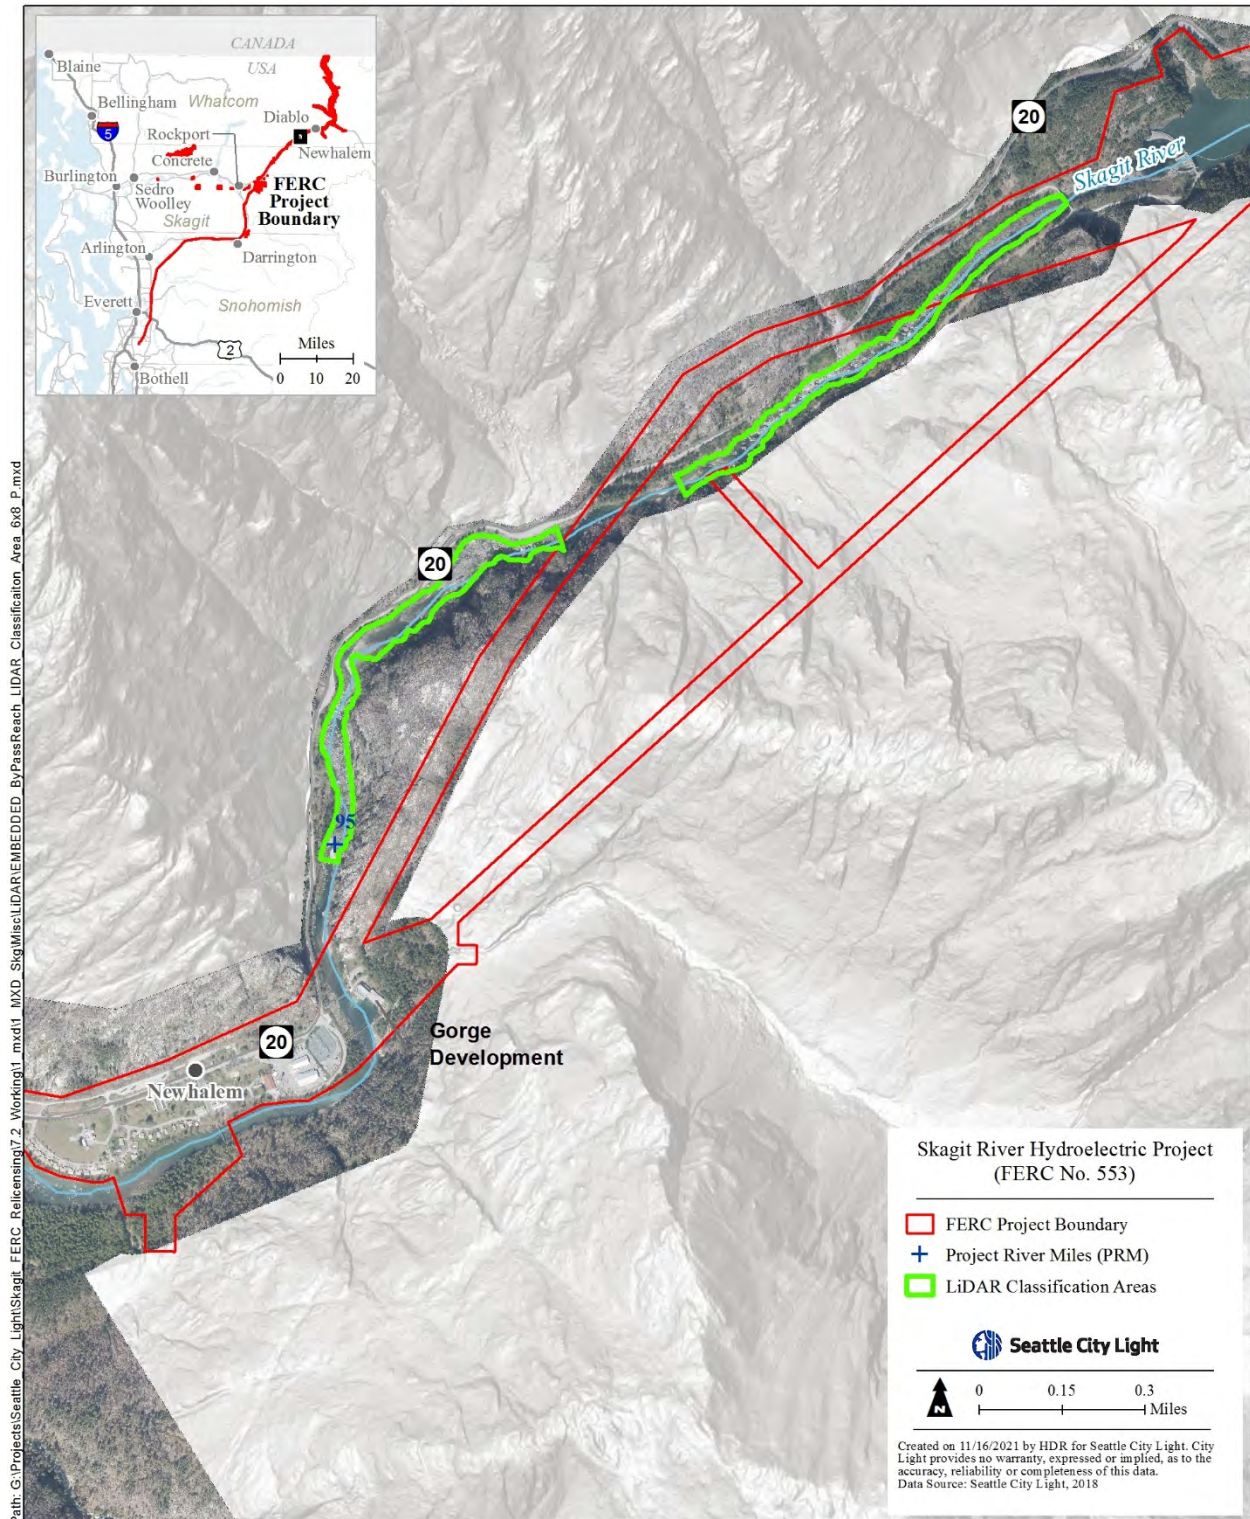 CANADA
USA
Blaine
Bellingham
Whatcom
5
Diablo
Rockport
Newhalem
Concrete
Burlington
Sedro
Woolley
FERC
Project
Boundary
Skagit
Arlington
Darrington
Everett
Snohomish
2
Miles
0 10 20
Bothell
20
Skagit River
20
95
Gorge
Development
20
Newhalem
Skagit River Hydroelectric Project
(FERC No. 553)
FERC Project Boundary
Project River Miles (PRM)
LiDAR Classification Areas
Seattle City Light
N
0 0.15 0.3
Miles
Created on 11/16/2021 by HDR for Seattle City Light. City
Light provides no warranty, expressed or implied, as to the
accuracy, reliability or completeness of this data.
Data Source: Seattle City Light, 2018
Path: G:\Projects\Seattle_City_Light\Skagit_FERC_Relicensing\7.2_Working\1_mxd\1_MXD_Skg\Misc\LiDAR\EMBEDDED_ByPassReach_LIDAR_Classificaiton_Area_6x8_P.mxd